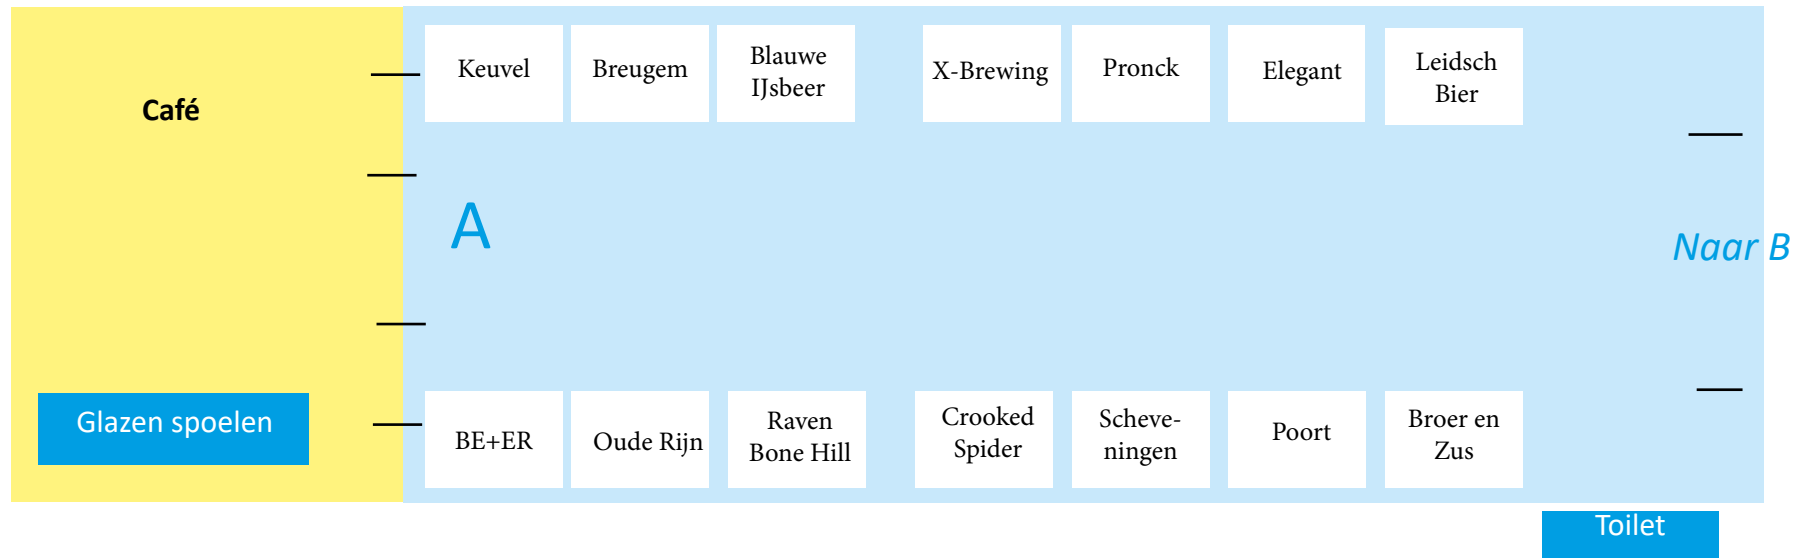 Café
Keuvel
Breugem
Blauwe
IJsbeer
X-Brewing
Pronck
Elegant
Leidsch
Bier
A
Naar B
Glazen spoelen
BE+ER
Oude Rijn
Raven
Bone Hill
Crooked
Spider
Scheve-
ningen
Poort
Broer en
Zus
Toilet